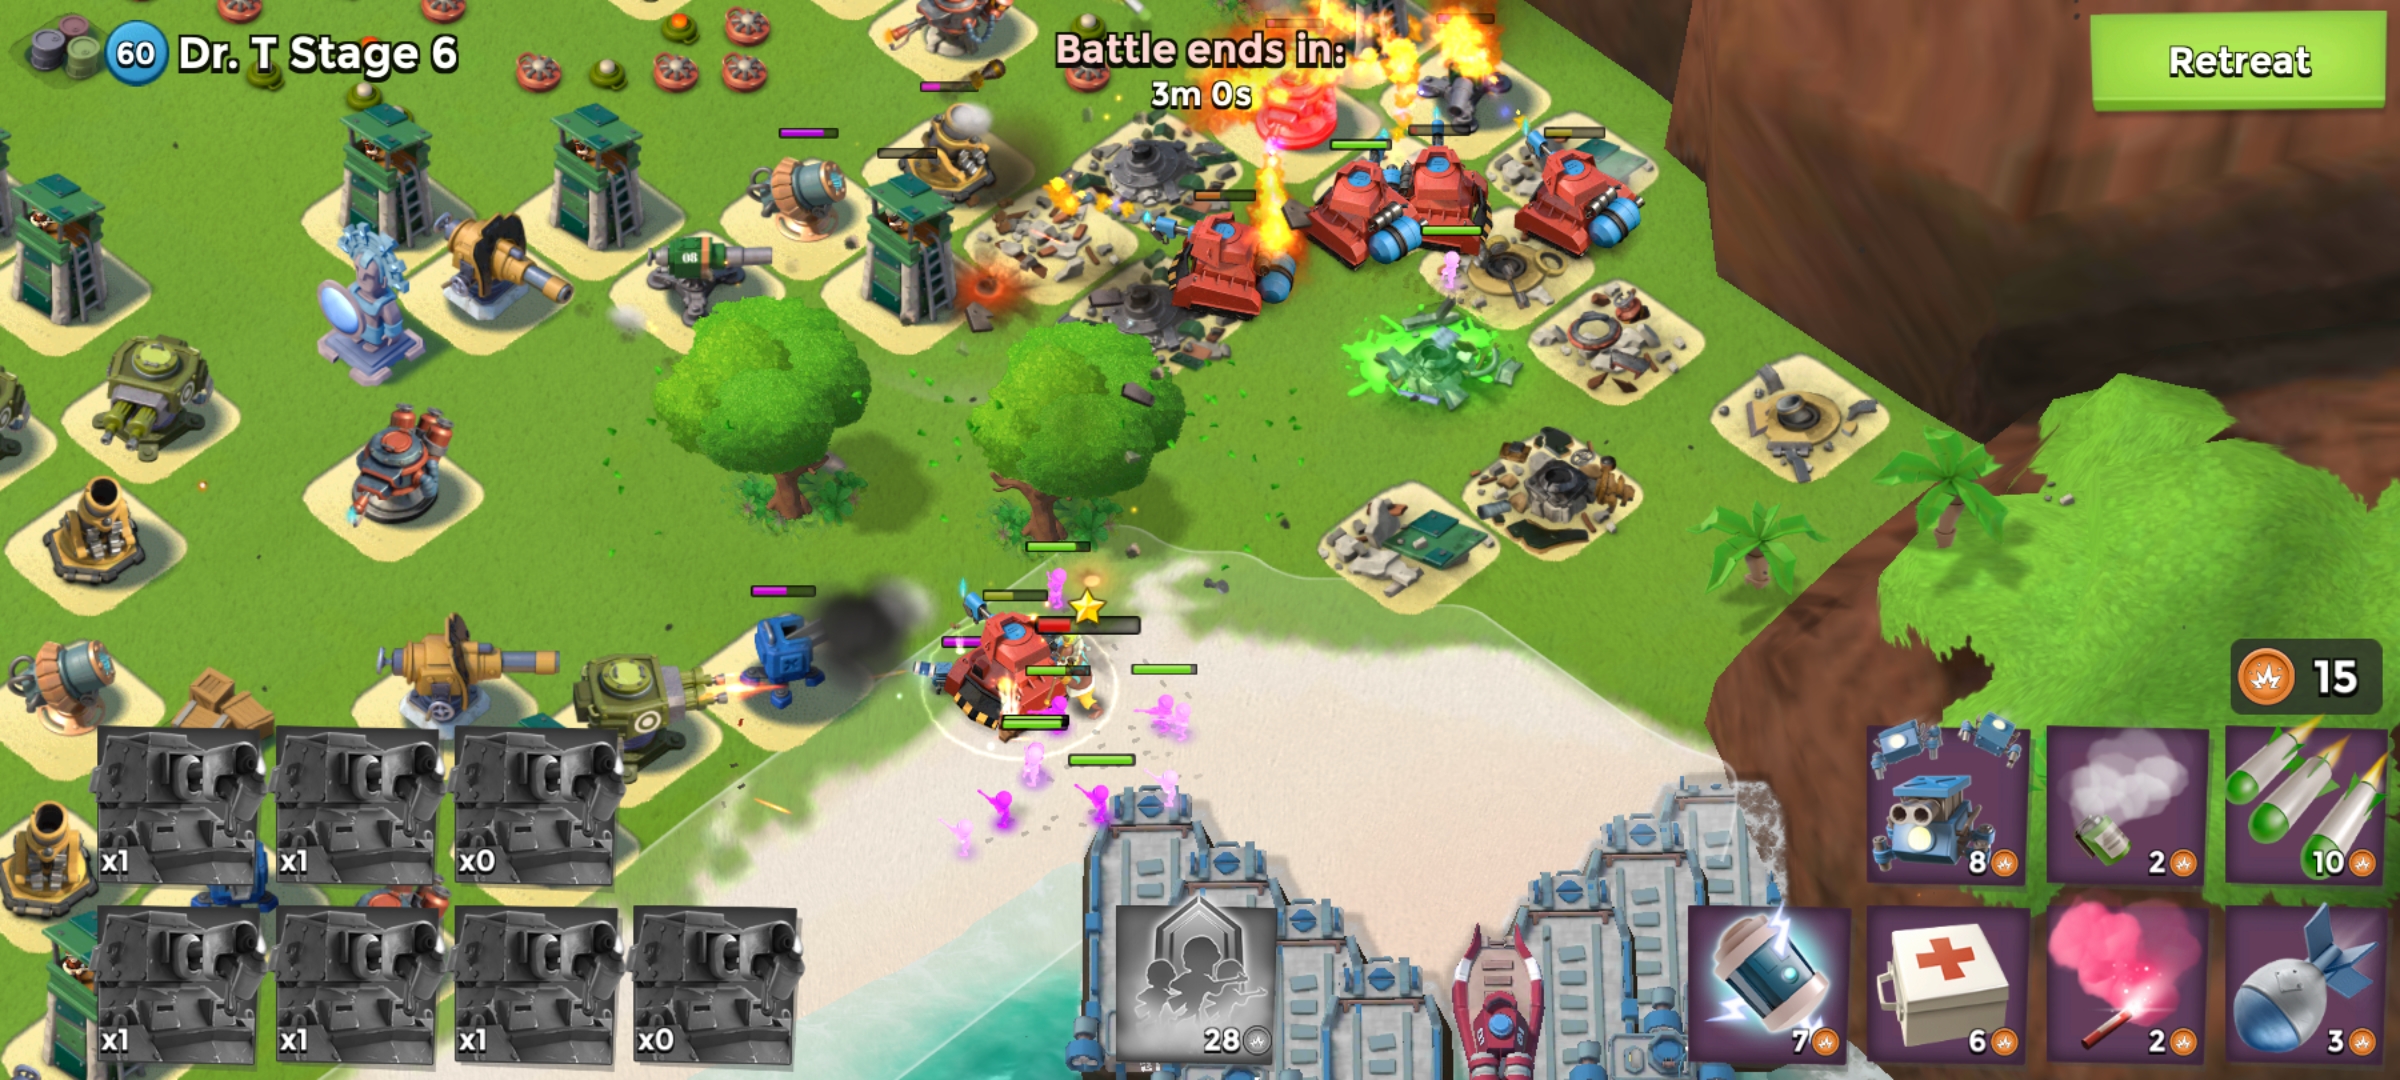 60 Dr. T Stage 6
Battle ends in:
3m 0s
Retreat
08
15
x1 x1 x0
8 2 10
x1 x1 x1 x0
28 7 6 2 3